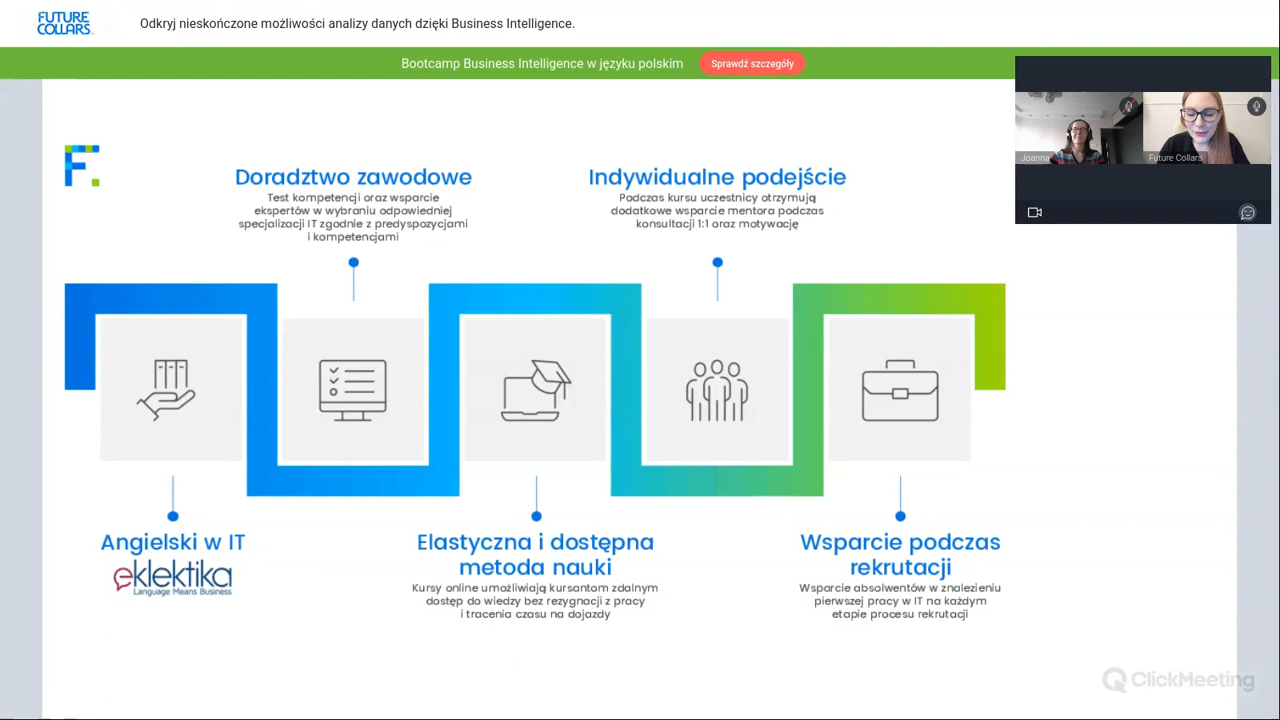 FUTURE
COLLARS.
Odkryj nieskończone możliwości analizy danych dzięki Business Intelligence.
Bootcamp Business Intelligence w języku polskim
Sprawdź szczegóły
Joanna
Future Collars
F.
Doradztwo zawodowe
Test kompetencji oraz wsparcie
ekspertów w wybraniu odpowiedniej
specjalizacji IT zgodnie z predyspozycjami
i kompetencjami
Indywidualne podejście
Podczas kursu uczestnicy otrzymują
dodatkowe wsparcie mentora podczas
konsultacji 1:1 oraz motywację
Angielski w IT
eklektika
Language Means Business
Elastyczna i dostępna
metoda nauki
Kursy online umożliwiają kursantom zdalnym
dostęp do wiedzy bez rezygnacji z pracy
i tracenia czasu na dojazdy
Wsparcie podczas
rekrutacji
Wsparcie absolwentów w znalezieniu
pierwszej pracy w IT na każdym
etapie procesu rekrutacji
ClickMeeting